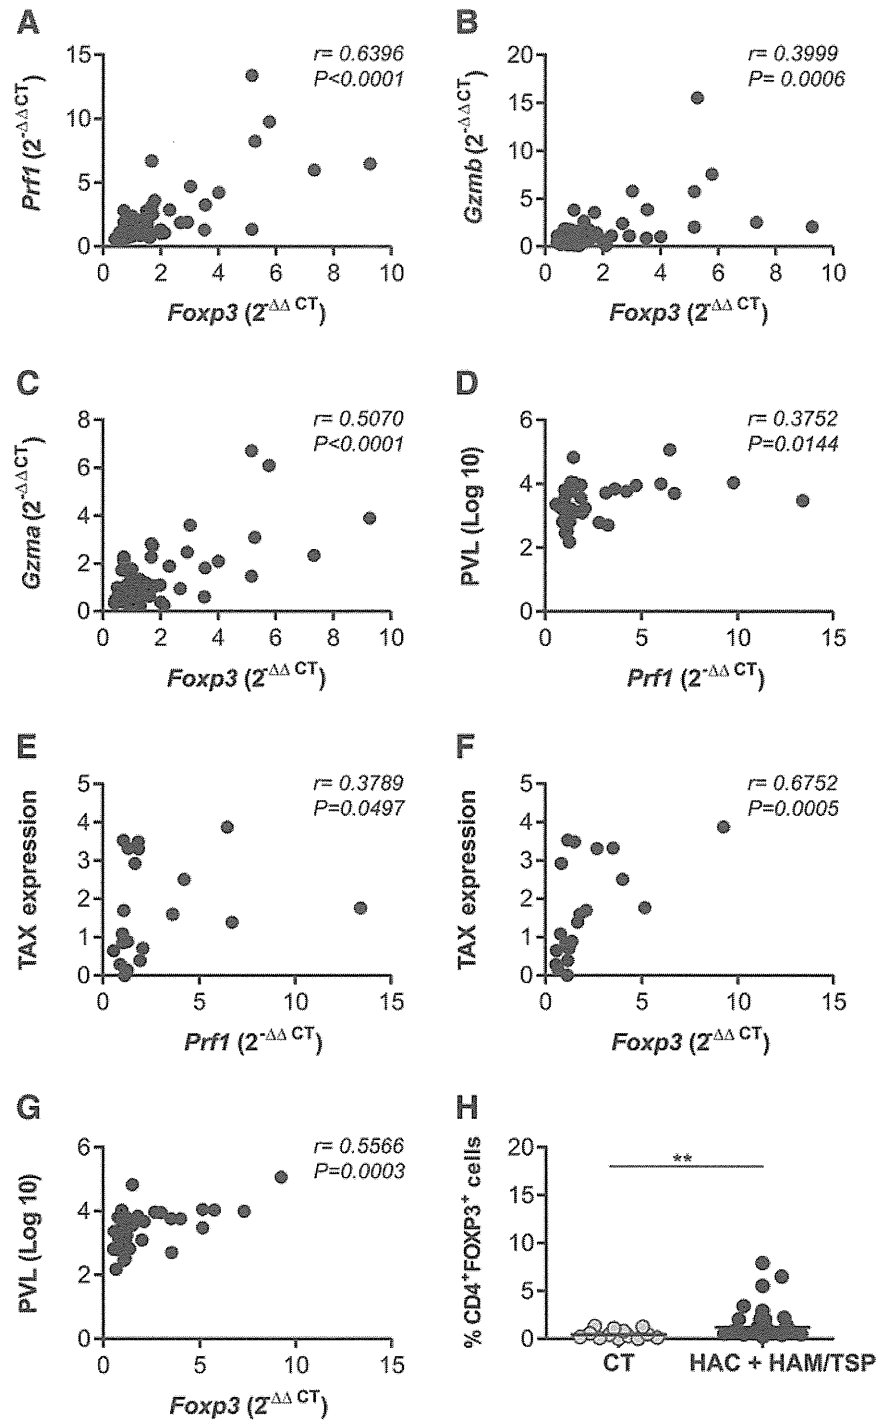 A
r= 0.6396
P<0.0001
Prf1 (2-ΔΔCT)
15
10
5
0
0 2 4 6 8 10
Foxp3 (2-ΔΔ CT)
B
r= 0.3999
P= 0.0006
Gzmb (2-ΔΔCT)
20
15
10
5
0
0 2 4 6 8 10
Foxp3 (2-ΔΔ CT)
C
r= 0.5070
P<0.0001
Gzma (2-ΔΔCT)
8
6
4
2
0
0 2 4 6 8 10
Foxp3 (2-ΔΔ CT)
D
r= 0.3752
P=0.0144
PVL (Log 10)
6
4
2
0
0 5 10 15
Prf1 (2-ΔΔ CT)
E
r= 0.3789
P=0.0497
TAX expression
5
4
3
2
1
0
0 5 10 15
Prf1 (2-ΔΔ CT)
F
r= 0.6752
P=0.0005
TAX expression
5
4
3
2
1
0
0 5 10 15
Foxp3 (2-ΔΔ CT)
G
r= 0.5566
P=0.0003
PVL (Log 10)
6
4
2
0
0 5 10 15
Foxp3 (2-ΔΔ CT)
H
% CD4+FOXP3+ cells
20
15
10
5
0
**
CT HAC + HAM/TSP